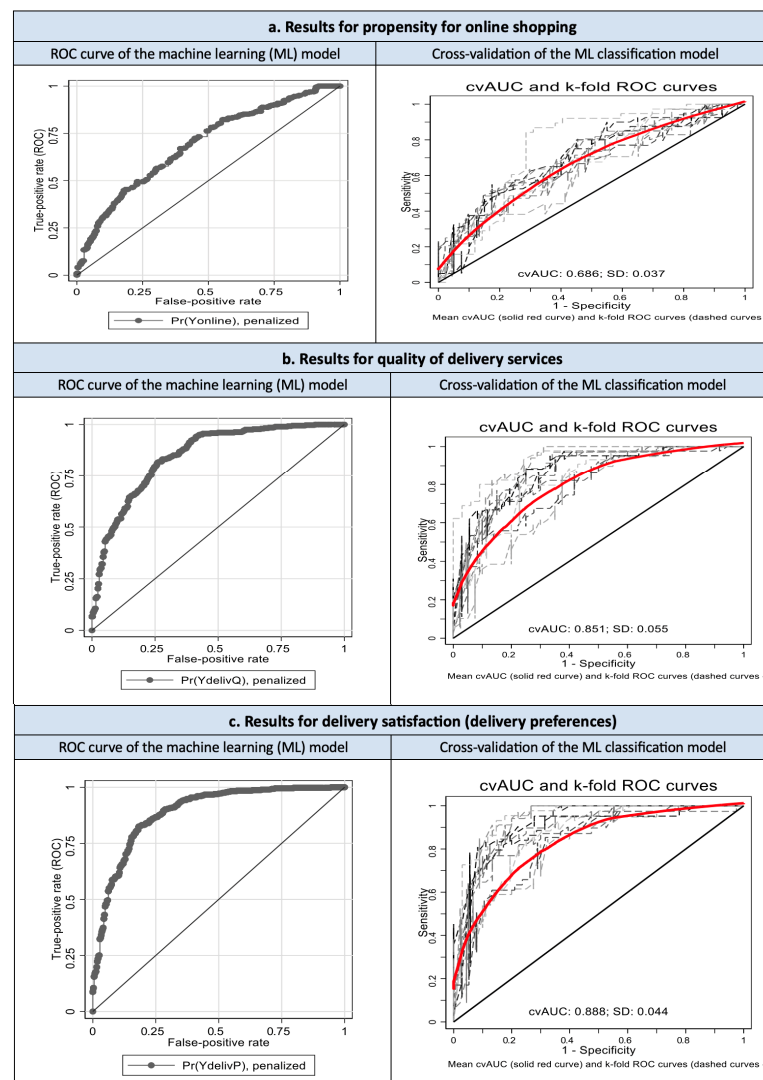 a. Results for propensity for online shopping
ROC curve of the machine learning (ML) model
Cross-validation of the ML classification model
True-positive rate (ROC)
1
0.75
0.5
0.25
0
0
0.25
0.5
0.75
1
False-positive rate
Pr(Yonline), penalized
cvAUC and k-fold ROC curves
Sensitivity
1
0.8
0.6
0.4
0.2
0
cvAUC: 0.686; SD: 0.037
0
0.2
0.4
0.6
0.8
1
1 - Specificity
Mean cvAUC (solid red curve) and k-fold ROC curves (dashed curves
b. Results for quality of delivery services
ROC curve of the machine learning (ML) model
Cross-validation of the ML classification model
True-positive rate (ROC)
1
0.75
0.5
0.25
0
0
0.25
0.5
0.75
1
False-positive rate
Pr(YdelivQ), penalized
cvAUC and k-fold ROC curves
Sensitivity
1
0.8
0.6
0.4
0.2
0
cvAUC: 0.851; SD: 0.055
0
0.2
0.4
0.6
0.8
1
1 - Specificity
Mean cvAUC (solid red curve) and k-fold ROC curves (dashed curves
c. Results for delivery satisfaction (delivery preferences)
ROC curve of the machine learning (ML) model
Cross-validation of the ML classification model
True-positive rate (ROC)
1
0.75
0.5
0.25
0
0
0.25
0.5
0.75
1
False-positive rate
Pr(YdelivP), penalized
cvAUC and k-fold ROC curves
Sensitivity
1
0.8
0.6
0.4
0.2
0
cvAUC: 0.888; SD: 0.044
0
0.2
0.4
0.6
0.8
1
1 - Specificity
Mean cvAUC (solid red curve) and k-fold ROC curves (dashed curves